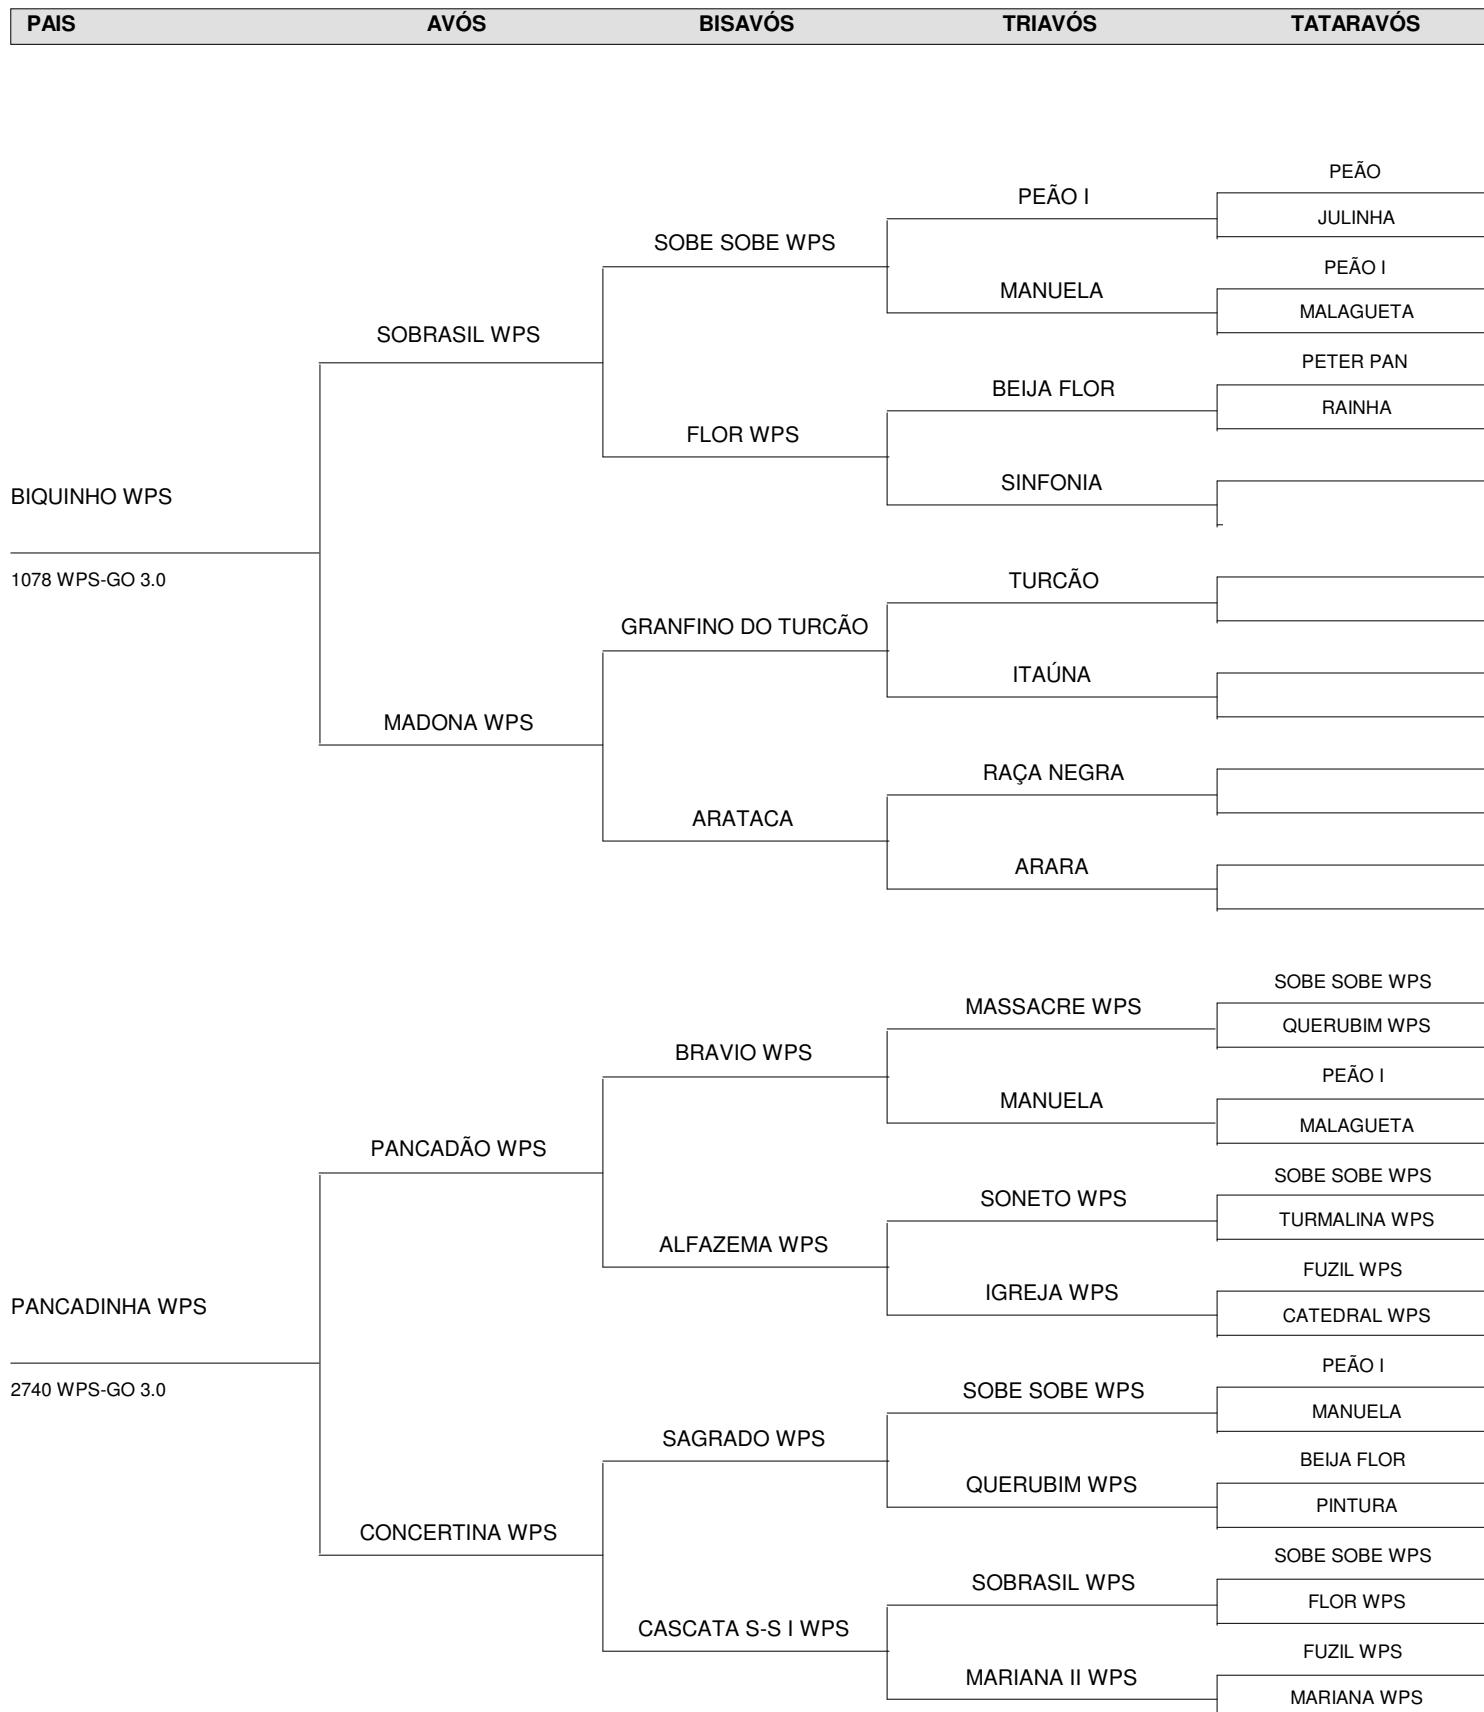 PAIS AVÓS BISAVÓS TRIAVÓS TATARAVÓS
PEÃO
PEÃO I
JULINHA
SOBE SOBE WPS
PEÃO I
MANUELA
MALAGUETA
SOBRASIL WPS
PETER PAN
BEIJA FLOR
RAINHA
FLOR WPS
SINFONIA
BIQUINHO WPS
1078 WPS-GO 3.0
TURCÃO
GRANFINO DO TURCÃO
ITAÚNA
MADONA WPS
RAÇA NEGRA
ARATACA
ARARA
SOBE SOBE WPS
MASSACRE WPS
QUERUBIM WPS
BRAVIO WPS
PEÃO I
MANUELA
MALAGUETA
PANCADÃO WPS
SOBE SOBE WPS
SONETO WPS
TURMALINA WPS
ALFAZEMA WPS
FUZIL WPS
IGREJA WPS
CATEDRAL WPS
PANCADINHA WPS
2740 WPS-GO 3.0
PEÃO I
SOBE SOBE WPS
MANUELA
SAGRADO WPS
BEIJA FLOR
QUERUBIM WPS
PINTURA
CONCERTINA WPS
SOBE SOBE WPS
SOBRASIL WPS
FLOR WPS
CASCATA S-S I WPS
FUZIL WPS
MARIANA II WPS
MARIANA WPS